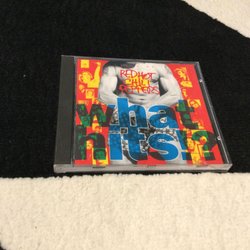 RED HOT
CHILI
PEPPERS
what
hits!?